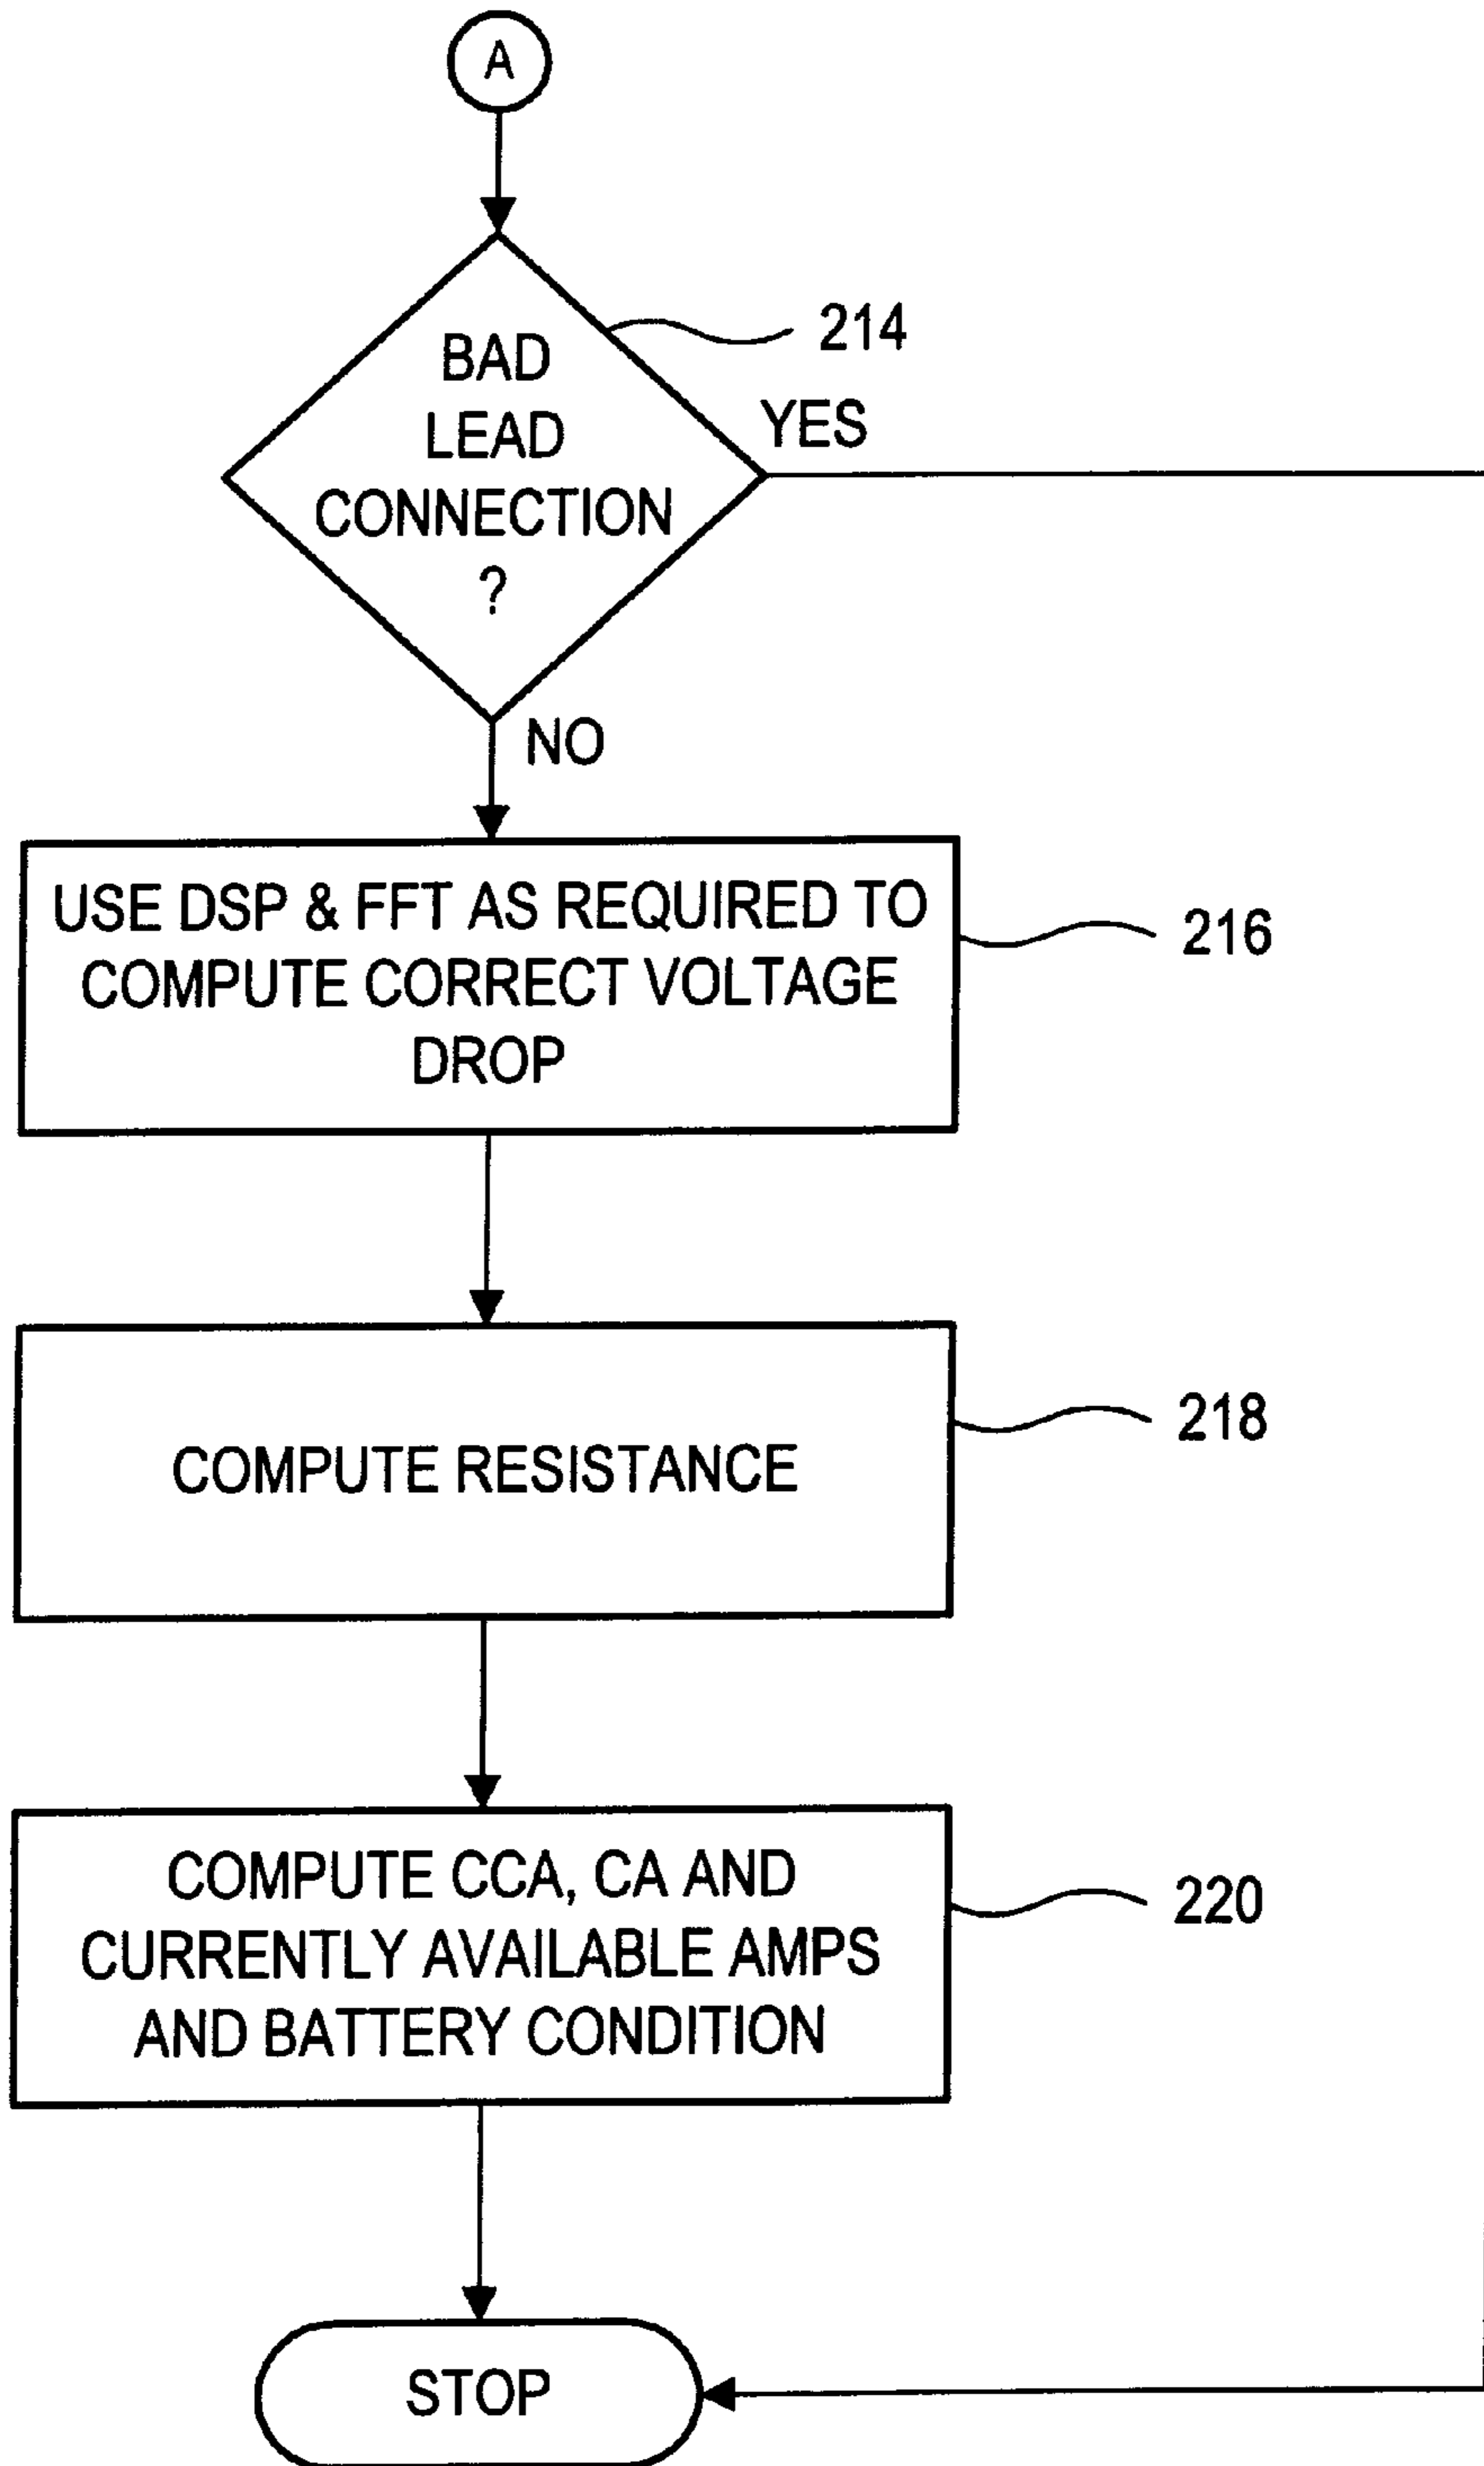 A
BAD
LEAD
CONNECTION
?
214
YES
NO
USE DSP & FFT AS REQUIRED TO
COMPUTE CORRECT VOLTAGE
DROP
216
COMPUTE RESISTANCE
218
COMPUTE CCA, CA AND
CURRENTLY AVAILABLE AMPS
AND BATTERY CONDITION
220
STOP